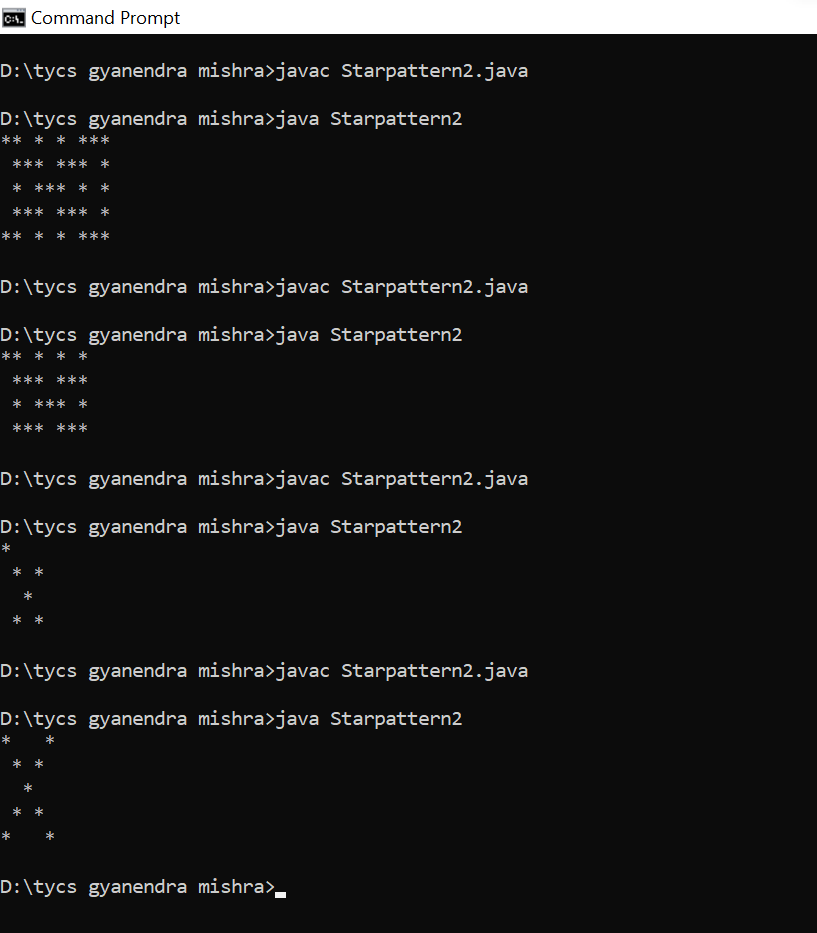 Command Prompt
D:\tycs gyanendra mishra>javac Starpattern2.java
D:\tycs gyanendra mishra>java Starpattern2
** * * ***
 *** *** *
 * *** * *
 *** *** *
** * * ***
D:\tycs gyanendra mishra>javac Starpattern2.java
D:\tycs gyanendra mishra>java Starpattern2
** * * *
 *** ***
 * *** *
 *** ***
D:\tycs gyanendra mishra>javac Starpattern2.java
D:\tycs gyanendra mishra>java Starpattern2
*
 * *
  *
 * *
D:\tycs gyanendra mishra>javac Starpattern2.java
D:\tycs gyanendra mishra>java Starpattern2
*   *
 * *
  *
 * *
*   *
D:\tycs gyanendra mishra>